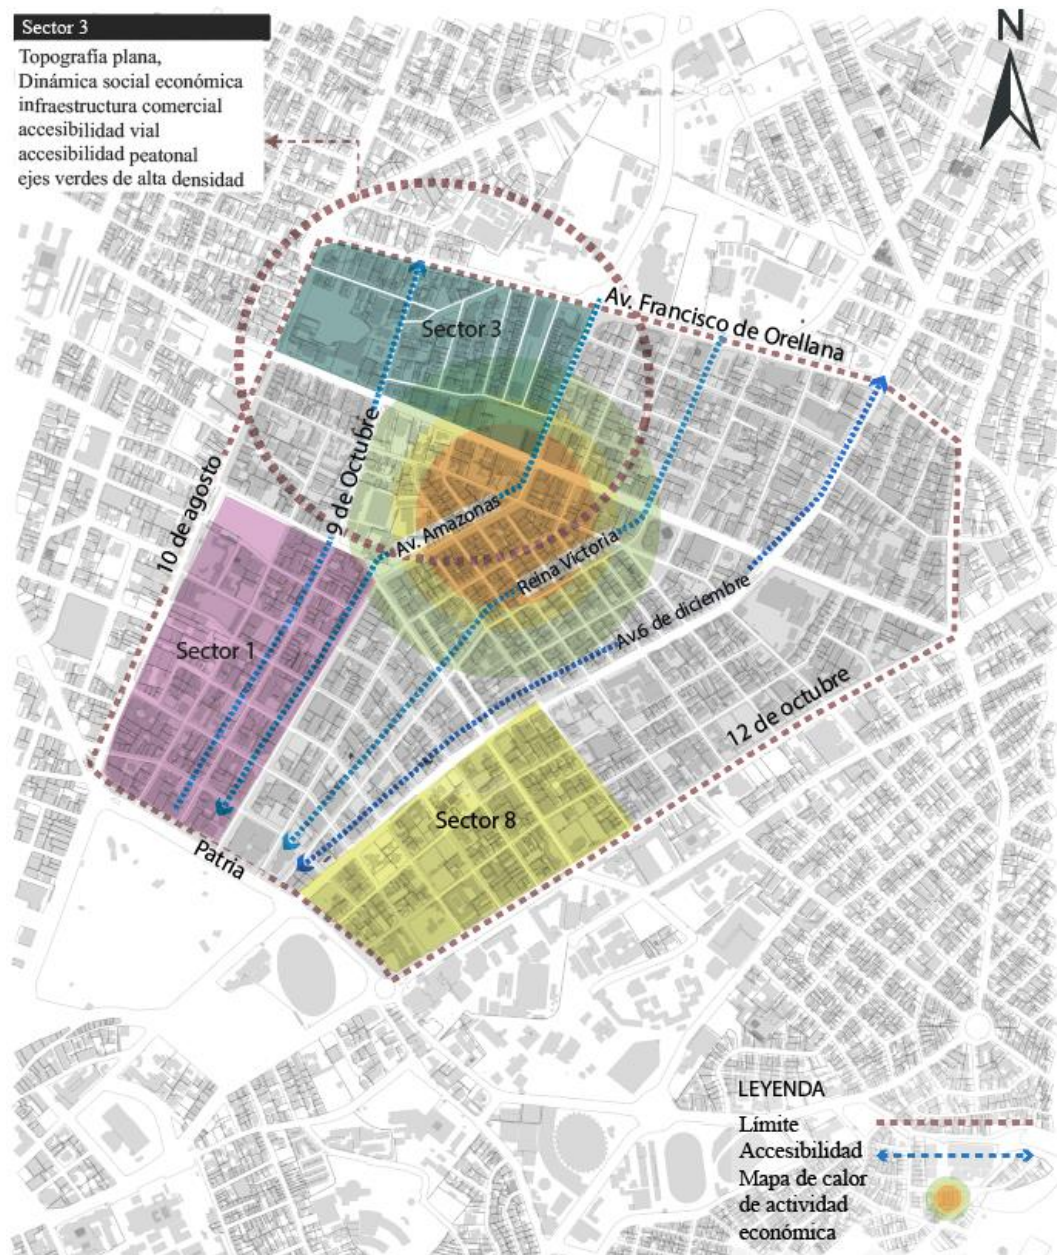 Sector 3
Topografía plana,
Dinámica social económica
infraestructura comercial
accesibilidad vial
accesibilidad peatonal
ejes verdes de alta densidad
N
Av. Francisco de Orellana
Sector 3
10 de agosto
9 de Octubre
Av. Amazonas
Reina Victoria
Av.6 de diciembre
Sector 1
12 de octubre
Sector 8
Patria
LEYENDA
Límite
Accesibilidad
Mapa de calor
de actividad
económica